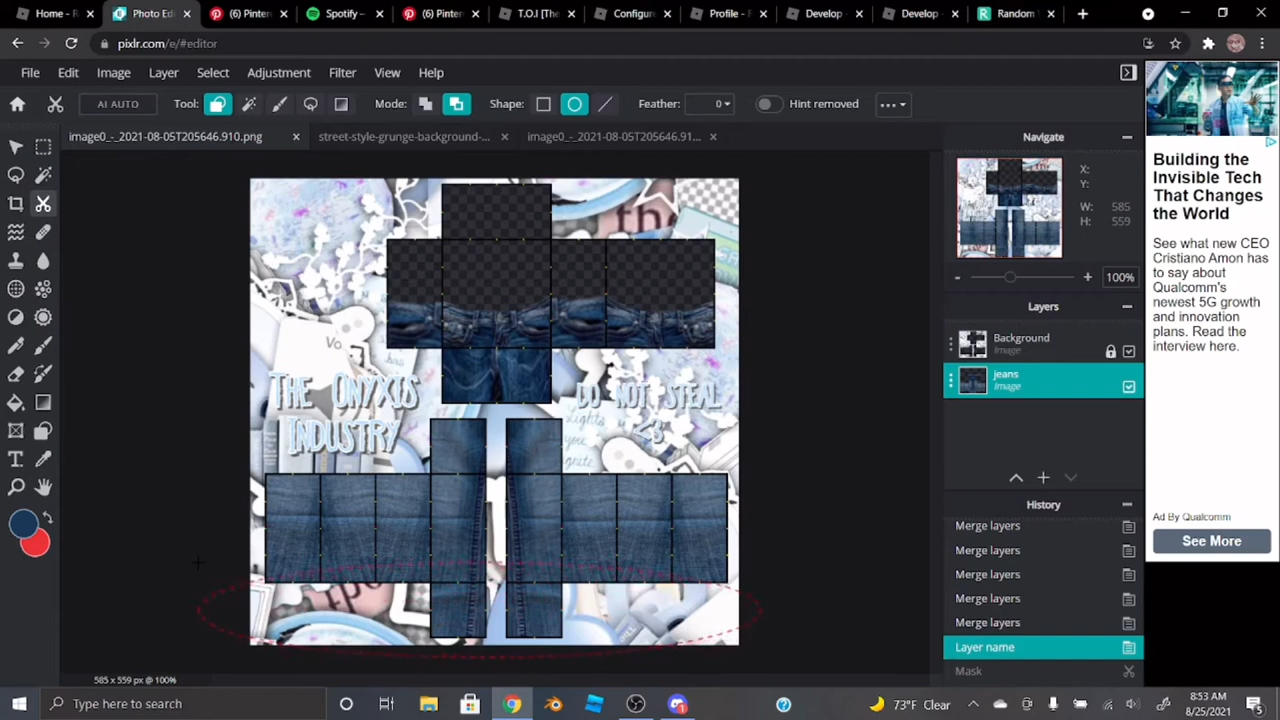 Home - R
Photo Edi
(6) Pinter
Spotify –
(6) Pinter
T.O.I [The
Configure
Profile - R
Develop -
Develop -
Random V
pixlr.com/e/#editor
File Edit Image Layer Select Adjustment Filter View Help
AI AUTO Tool: Mode: Shape: Feather: 0 Hint removed
image0_-_2021-08-05T205646.910.png
street-style-grunge-background-...
image0_-_2021-08-05T205646.91...
Navigate
X:
Y:
W: 585
H: 559
- + 100%
Layers
Background
Image
jeans
Image
History
Merge layers
Merge layers
Merge layers
Merge layers
Merge layers
Layer name
Mask
THE ONYXIS
INDUSTRY
DO NOT STEAL
<3
585 x 559 px @ 100%
Building the
Invisible Tech
That Changes
the World
See what new CEO
Cristiano Amon has
to say about
Qualcomm's
newest 5G growth
and innovation
plans. Read the
interview here.
Ad By Qualcomm
See More
Type here to search
73°F Clear
8:53 AM
8/25/2021
5